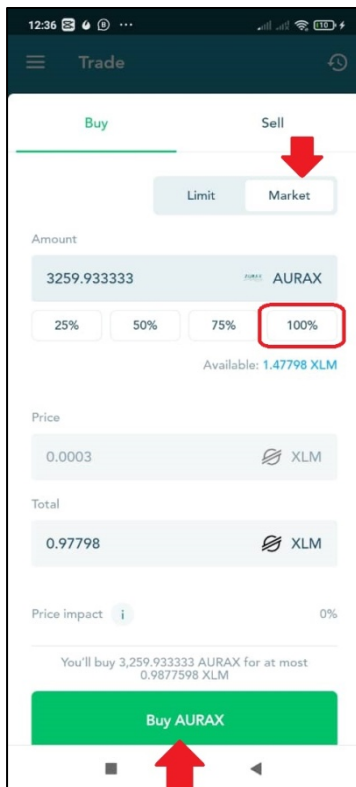 12:36
10
Trade
Buy Sell
Limit Market
Amount
3259.933333 AURAX
25% 50% 75% 100%
Available: 1.47798 XLM
Price
0.0003 XLM
Total
0.97798 XLM
Price impact i 0%
You'll buy 3,259.933333 AURAX for at most
0.9877598 XLM
Buy AURAX